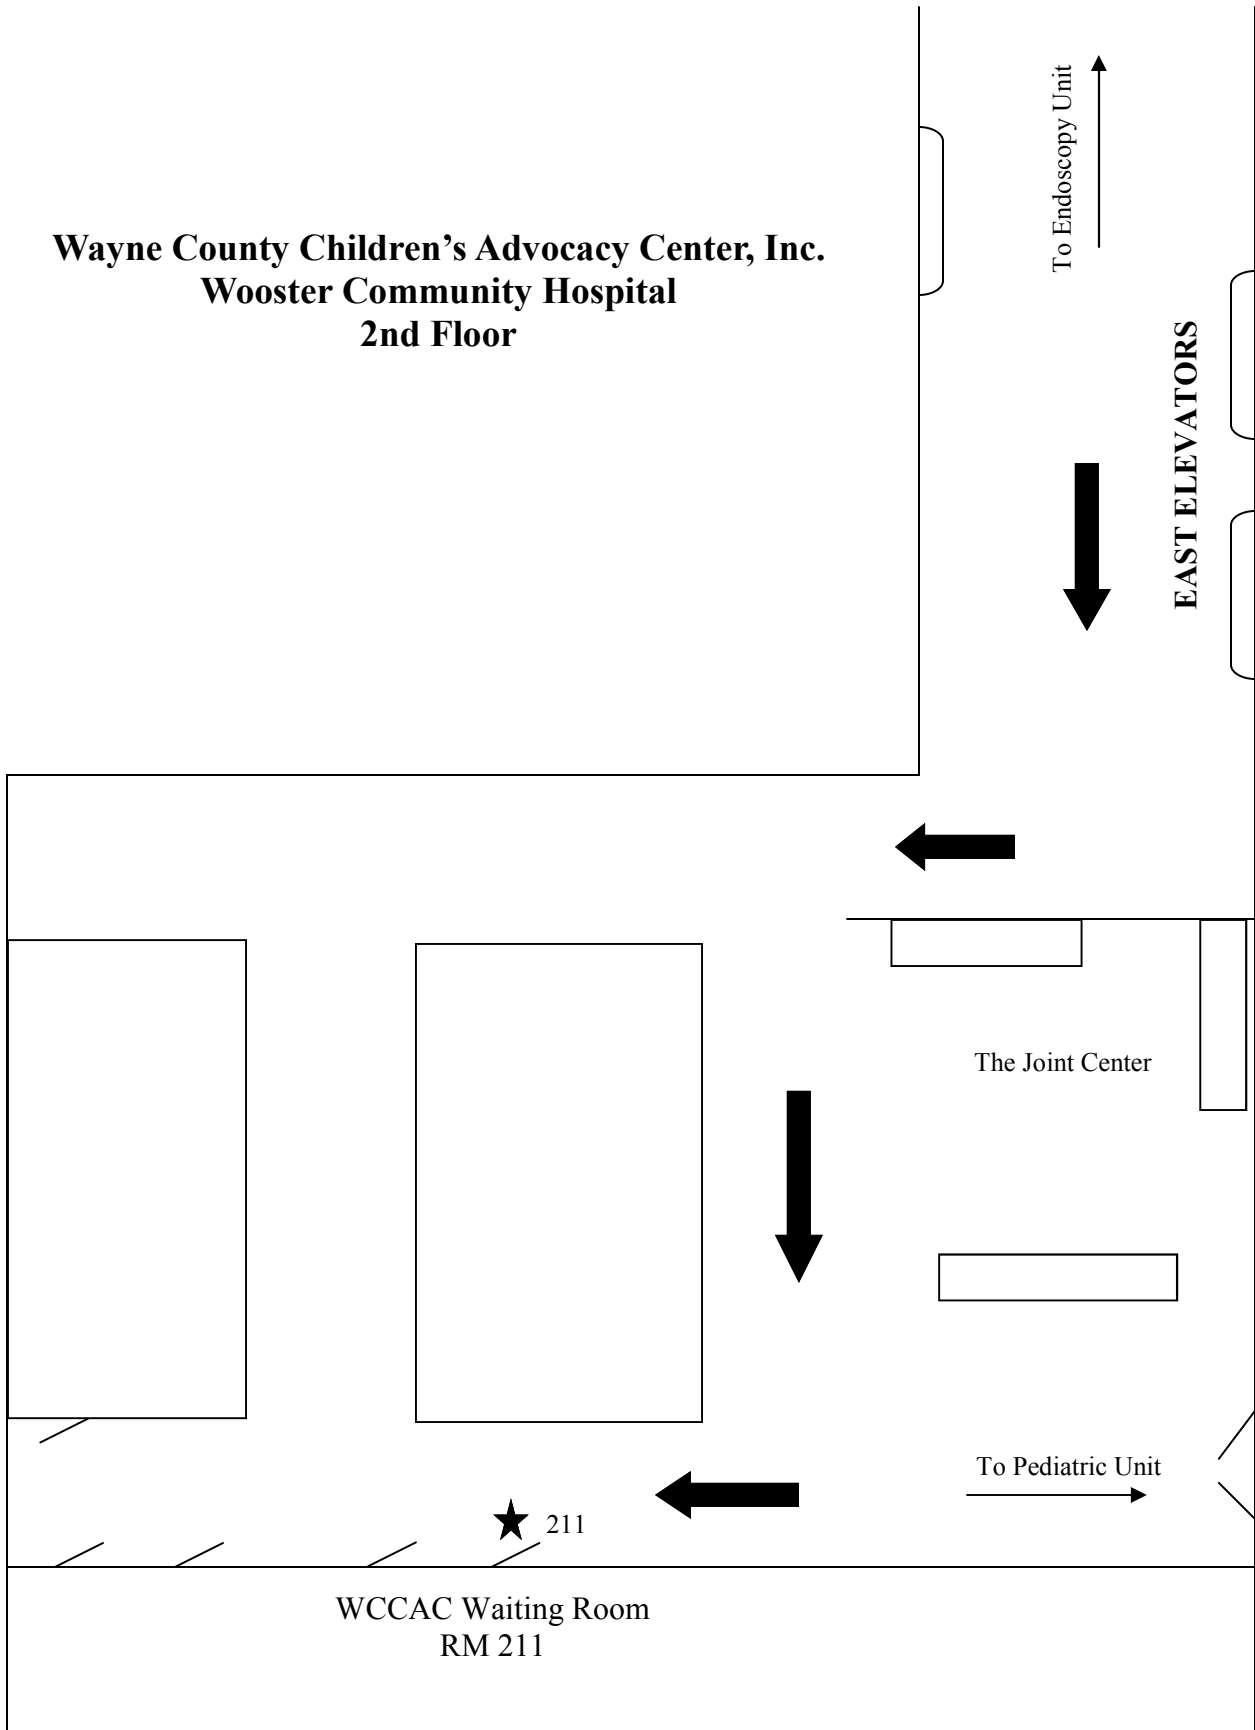 To Endoscopy Unit
Wayne County Children’s Advocacy Center, Inc.
Wooster Community Hospital
2nd Floor
EAST ELEVATORS
The Joint Center
To Pediatric Unit
211
WCCAC Waiting Room
RM 211